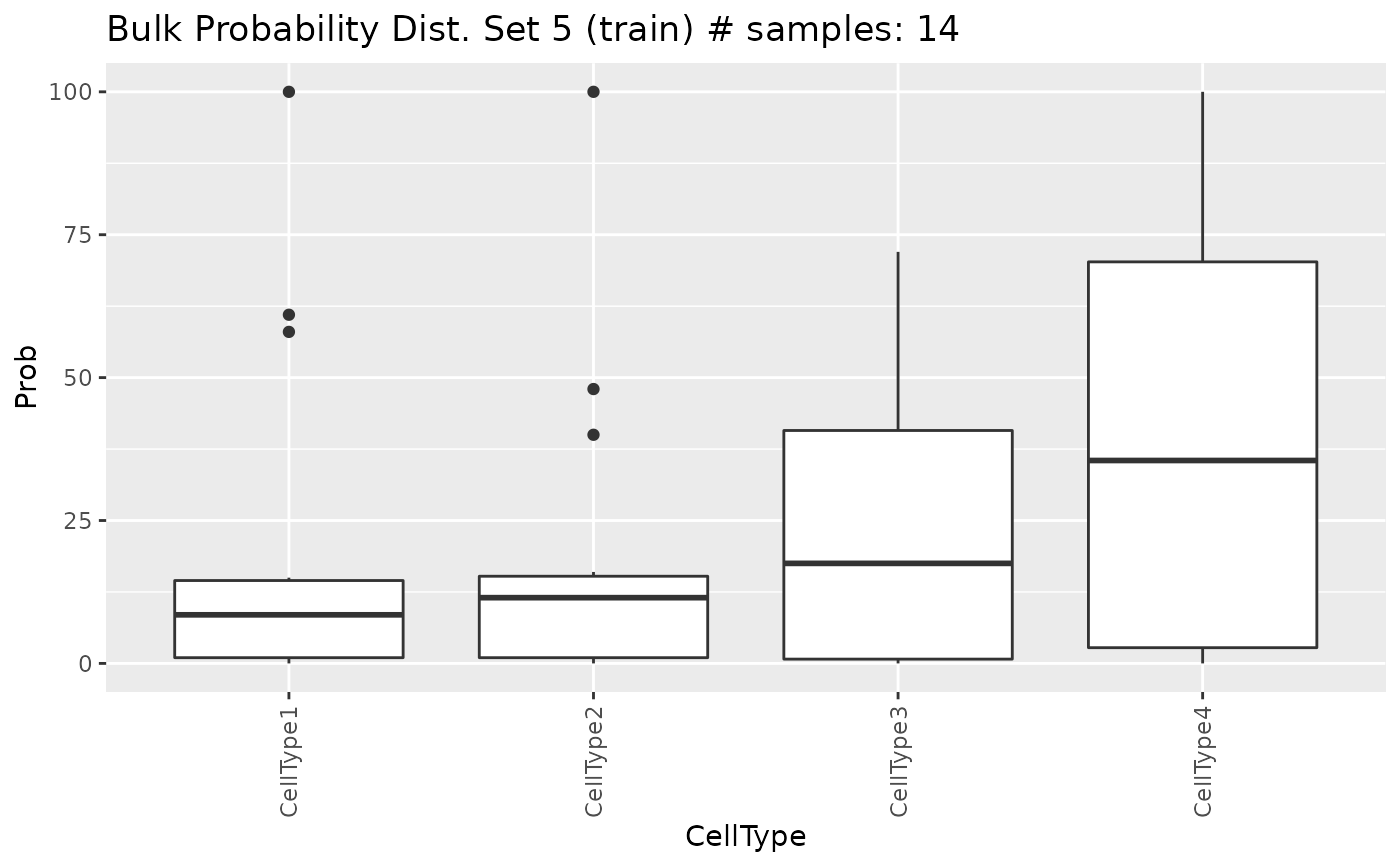 Bulk Probability Dist. Set 5 (train) # samples: 14
100
75
50
25
0
Prob
CellType1
CellType2
CellType3
CellType4
CellType